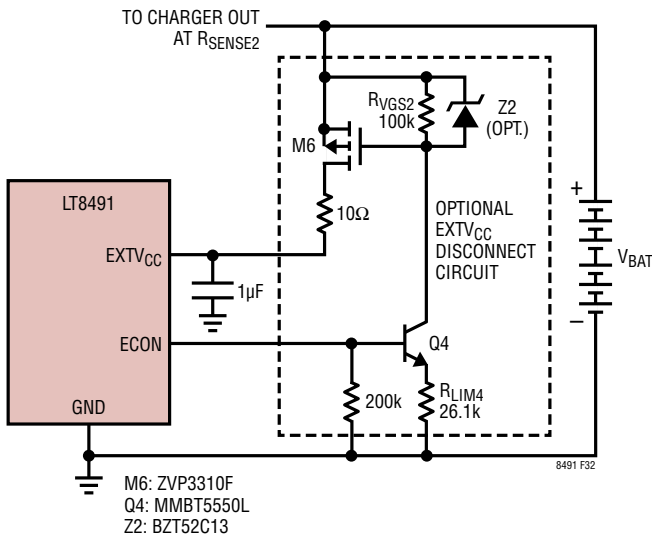 TO CHARGER OUT
AT RSENSE2
RVGS2
100k
Z2
(OPT.)
M6
LT8491
10Ω
OPTIONAL
EXTVCC
DISCONNECT
CIRCUIT
+
VBAT
–
EXTVCC
1µF
ECON
Q4
200k
RLIM4
26.1k
GND
8491 F32
M6: ZVP3310F
Q4: MMBT5550L
Z2: BZT52C13